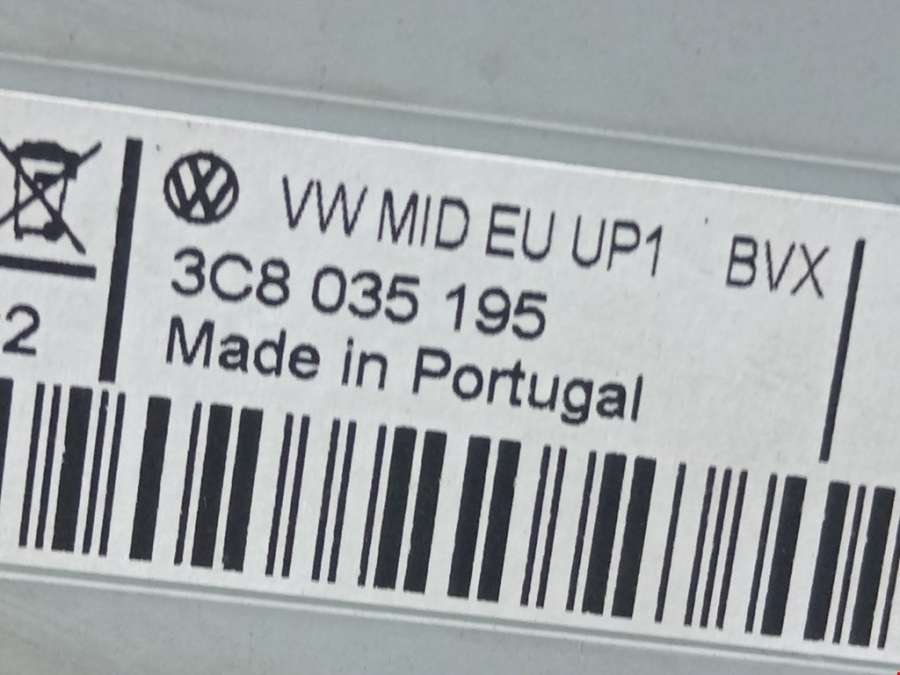 VW MID EU UP1 BVX
3C8 035 195
Made in Portugal
2